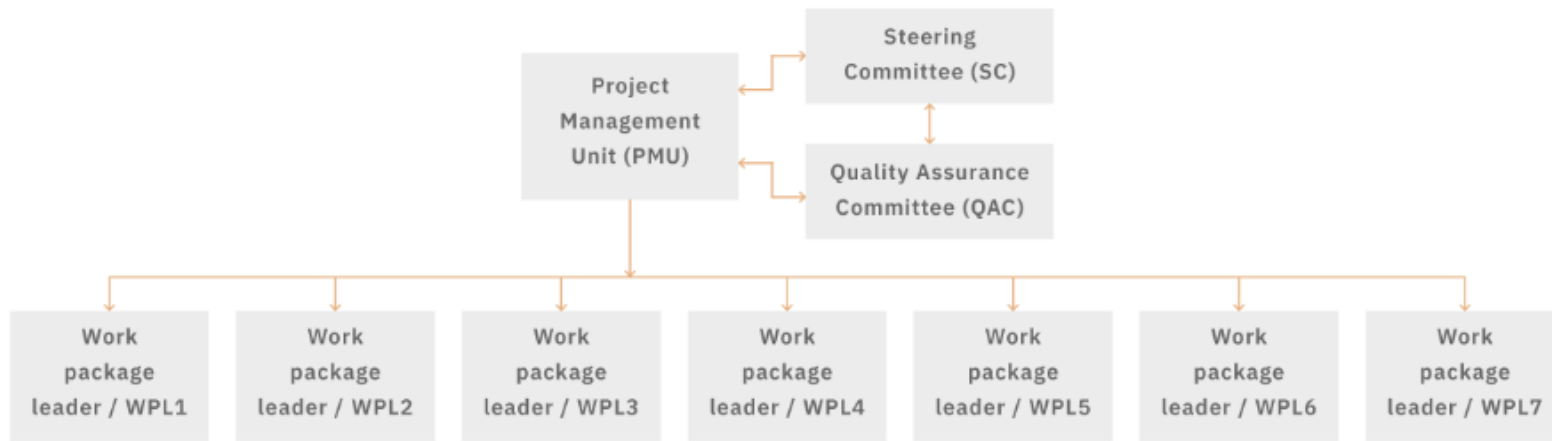 Steering
Committee (SC)
Project
Management
Unit (PMU)
Quality Assurance
Committee (QAC)
Work
package
leader / WPL1
Work
package
leader / WPL2
Work
package
leader / WPL3
Work
package
leader / WPL4
Work
package
leader / WPL5
Work
package
leader / WPL6
Work
package
leader / WPL7